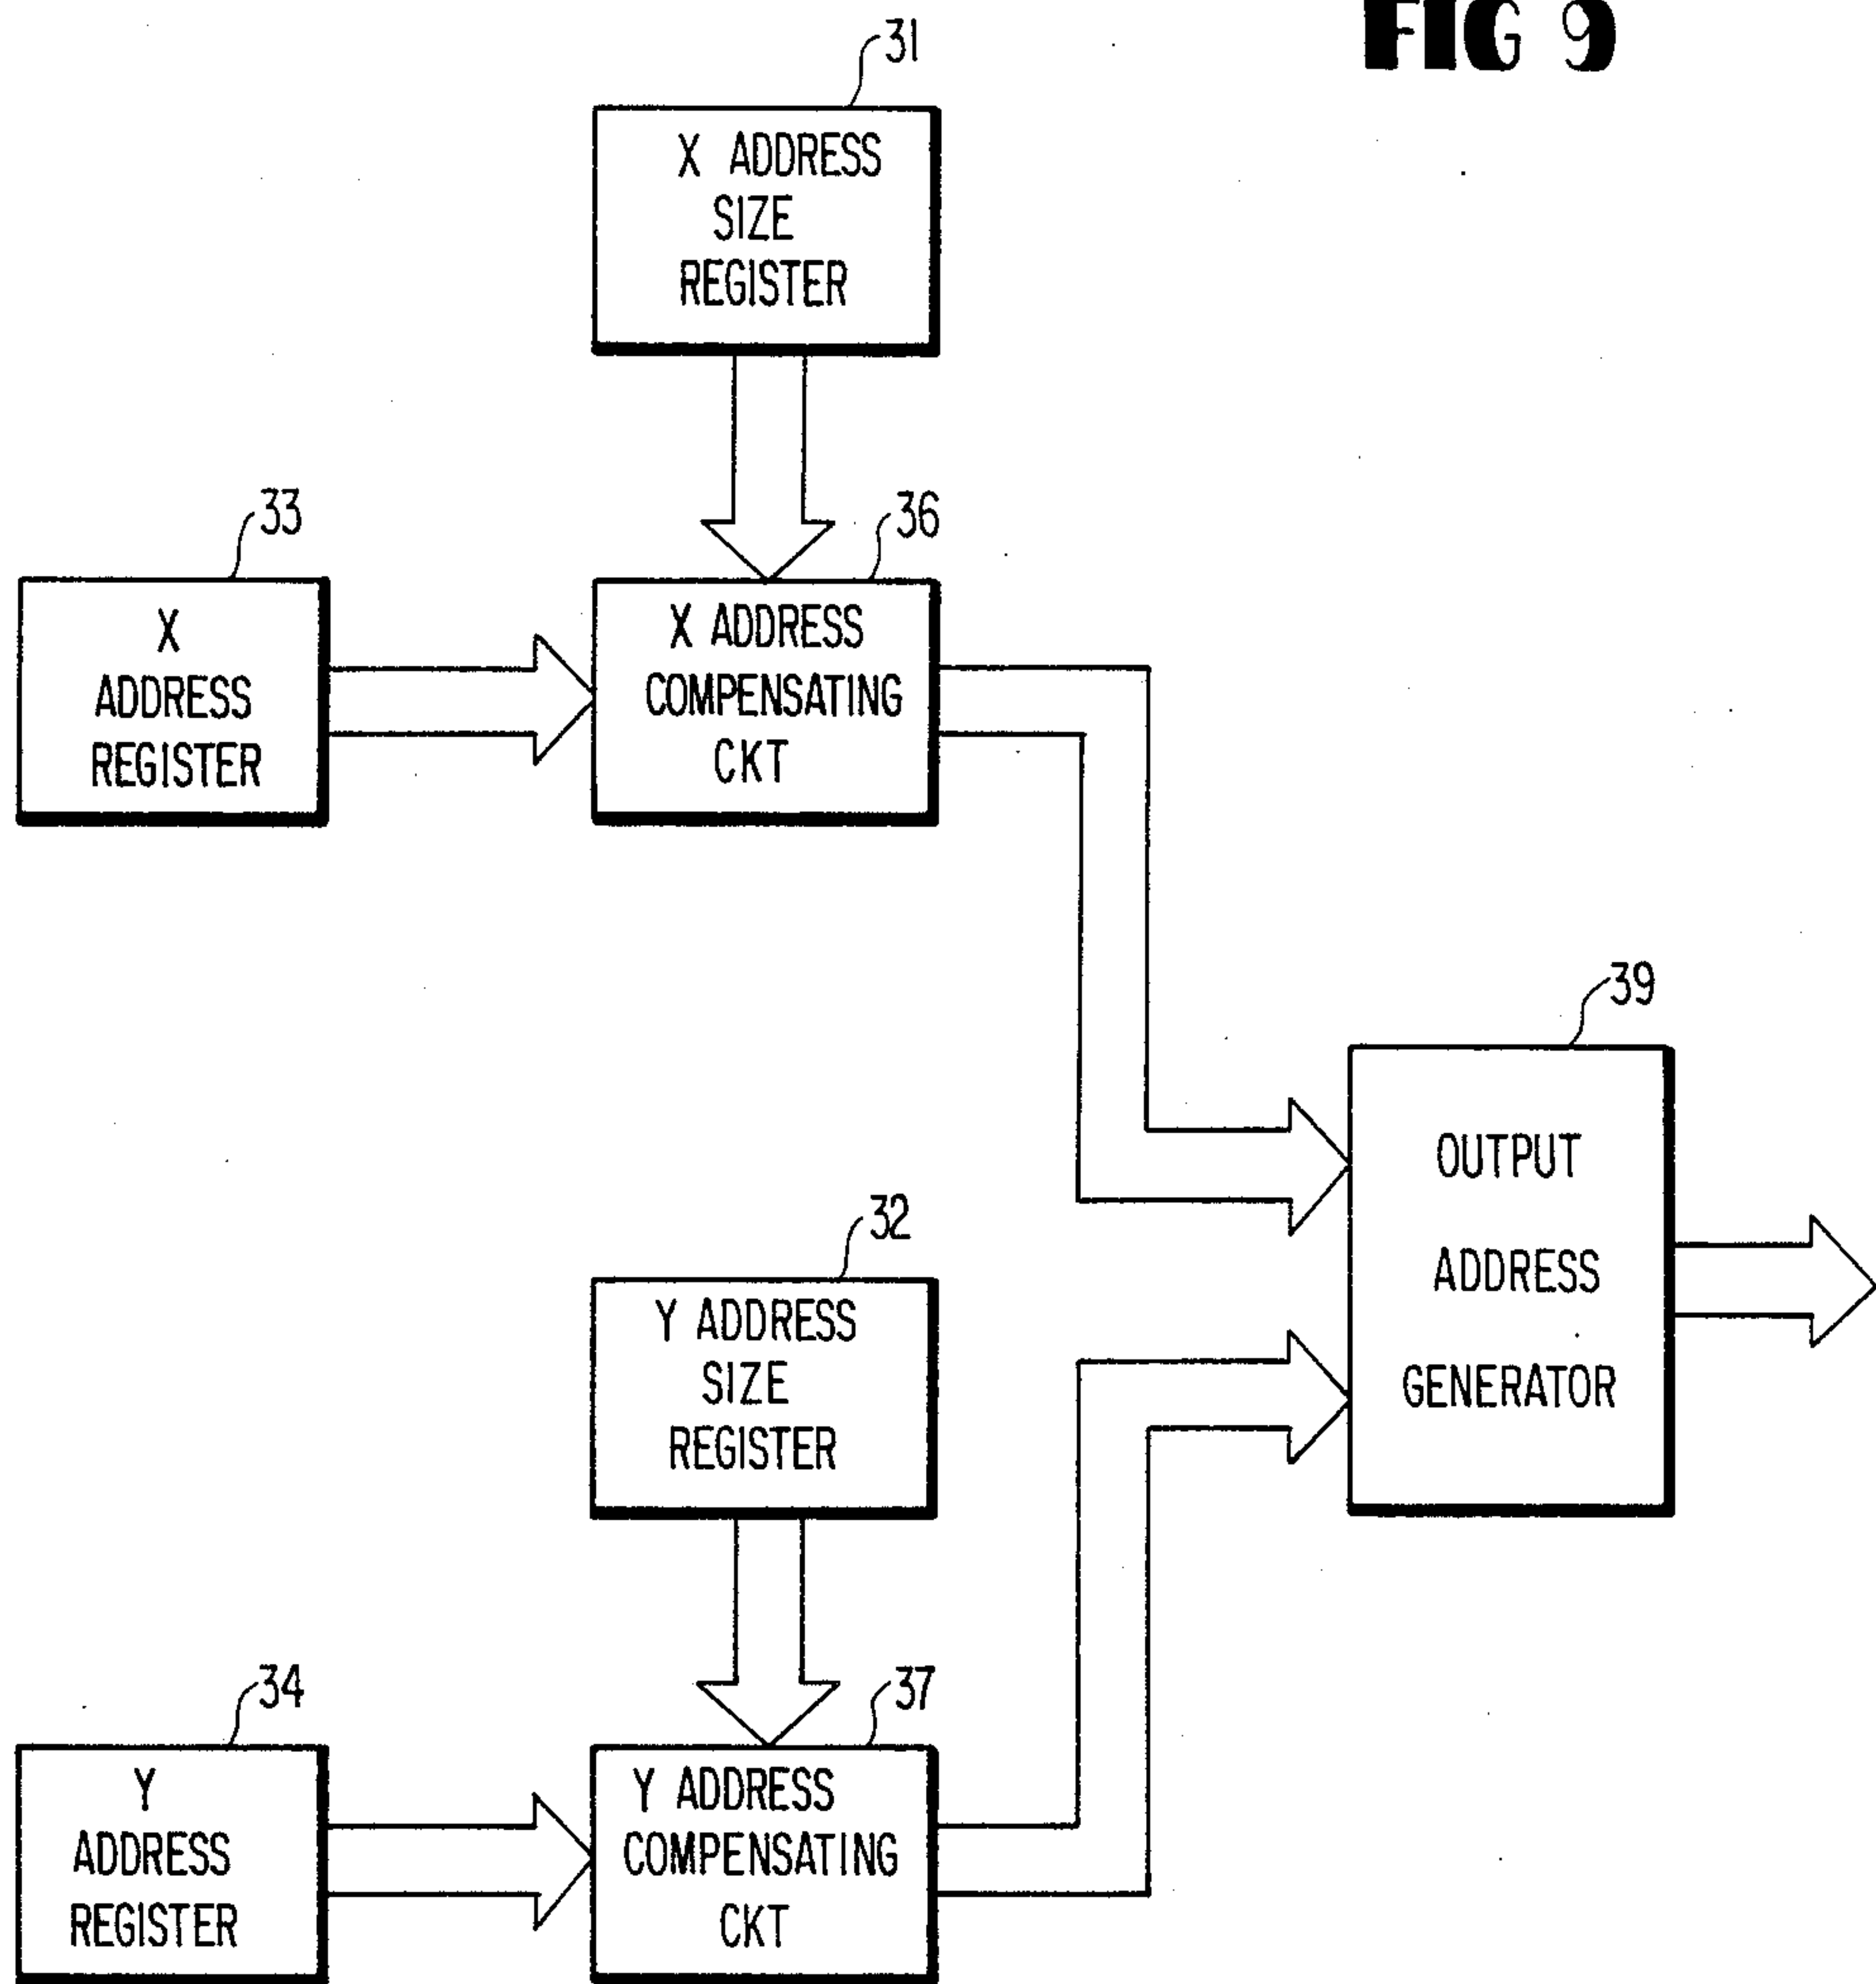 FIG 9
31
X ADDRESS
SIZE
REGISTER
33
X
ADDRESS
REGISTER
36
X ADDRESS
COMPENSATING
CKT
39
OUTPUT
ADDRESS
GENERATOR
32
Y ADDRESS
SIZE
REGISTER
34
Y
ADDRESS
REGISTER
37
Y ADDRESS
COMPENSATING
CKT